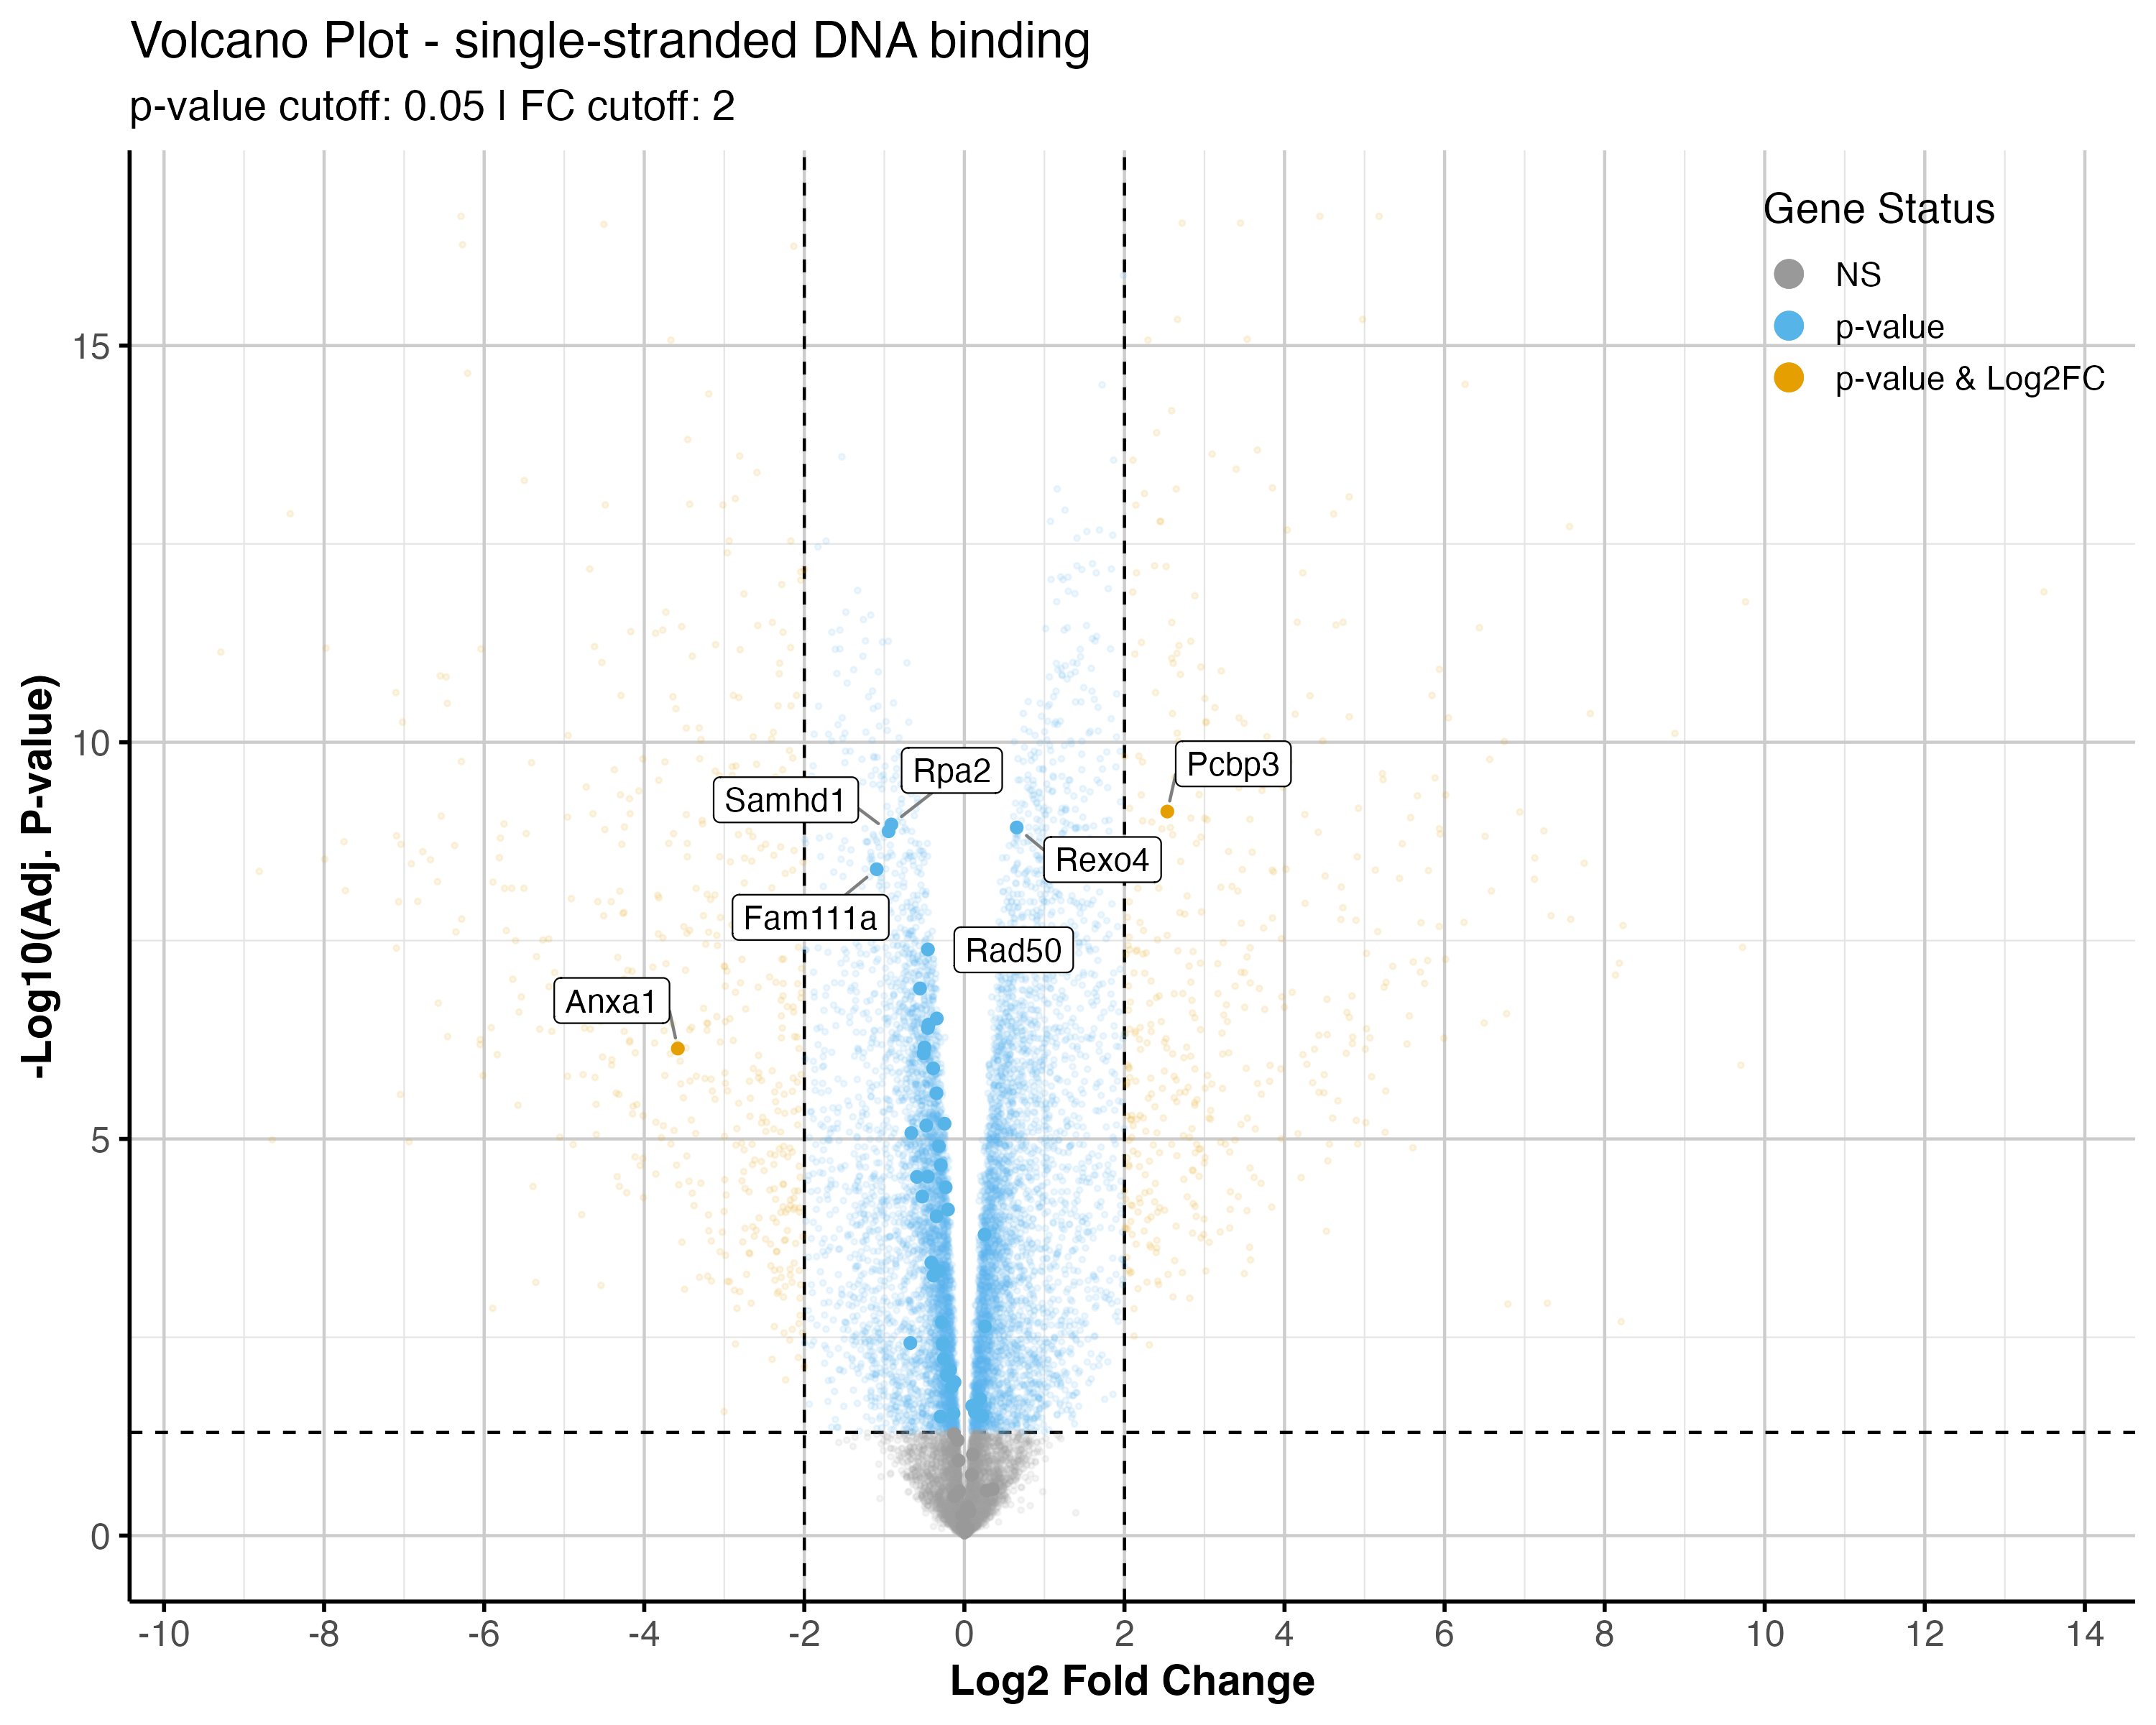 Volcano Plot - single-stranded DNA binding
p-value cutoff: 0.05 | FC cutoff: 2
Gene Status
NS
p-value
p-value & Log2FC
15
10
5
0
-Log10(Adj. P-value)
Rpa2
Pcbp3
Samhd1
Rexo4
Fam111a
Rad50
Anxa1
-10 -8 -6 -4 -2 0 2 4 6 8 10 12 14
Log2 Fold Change